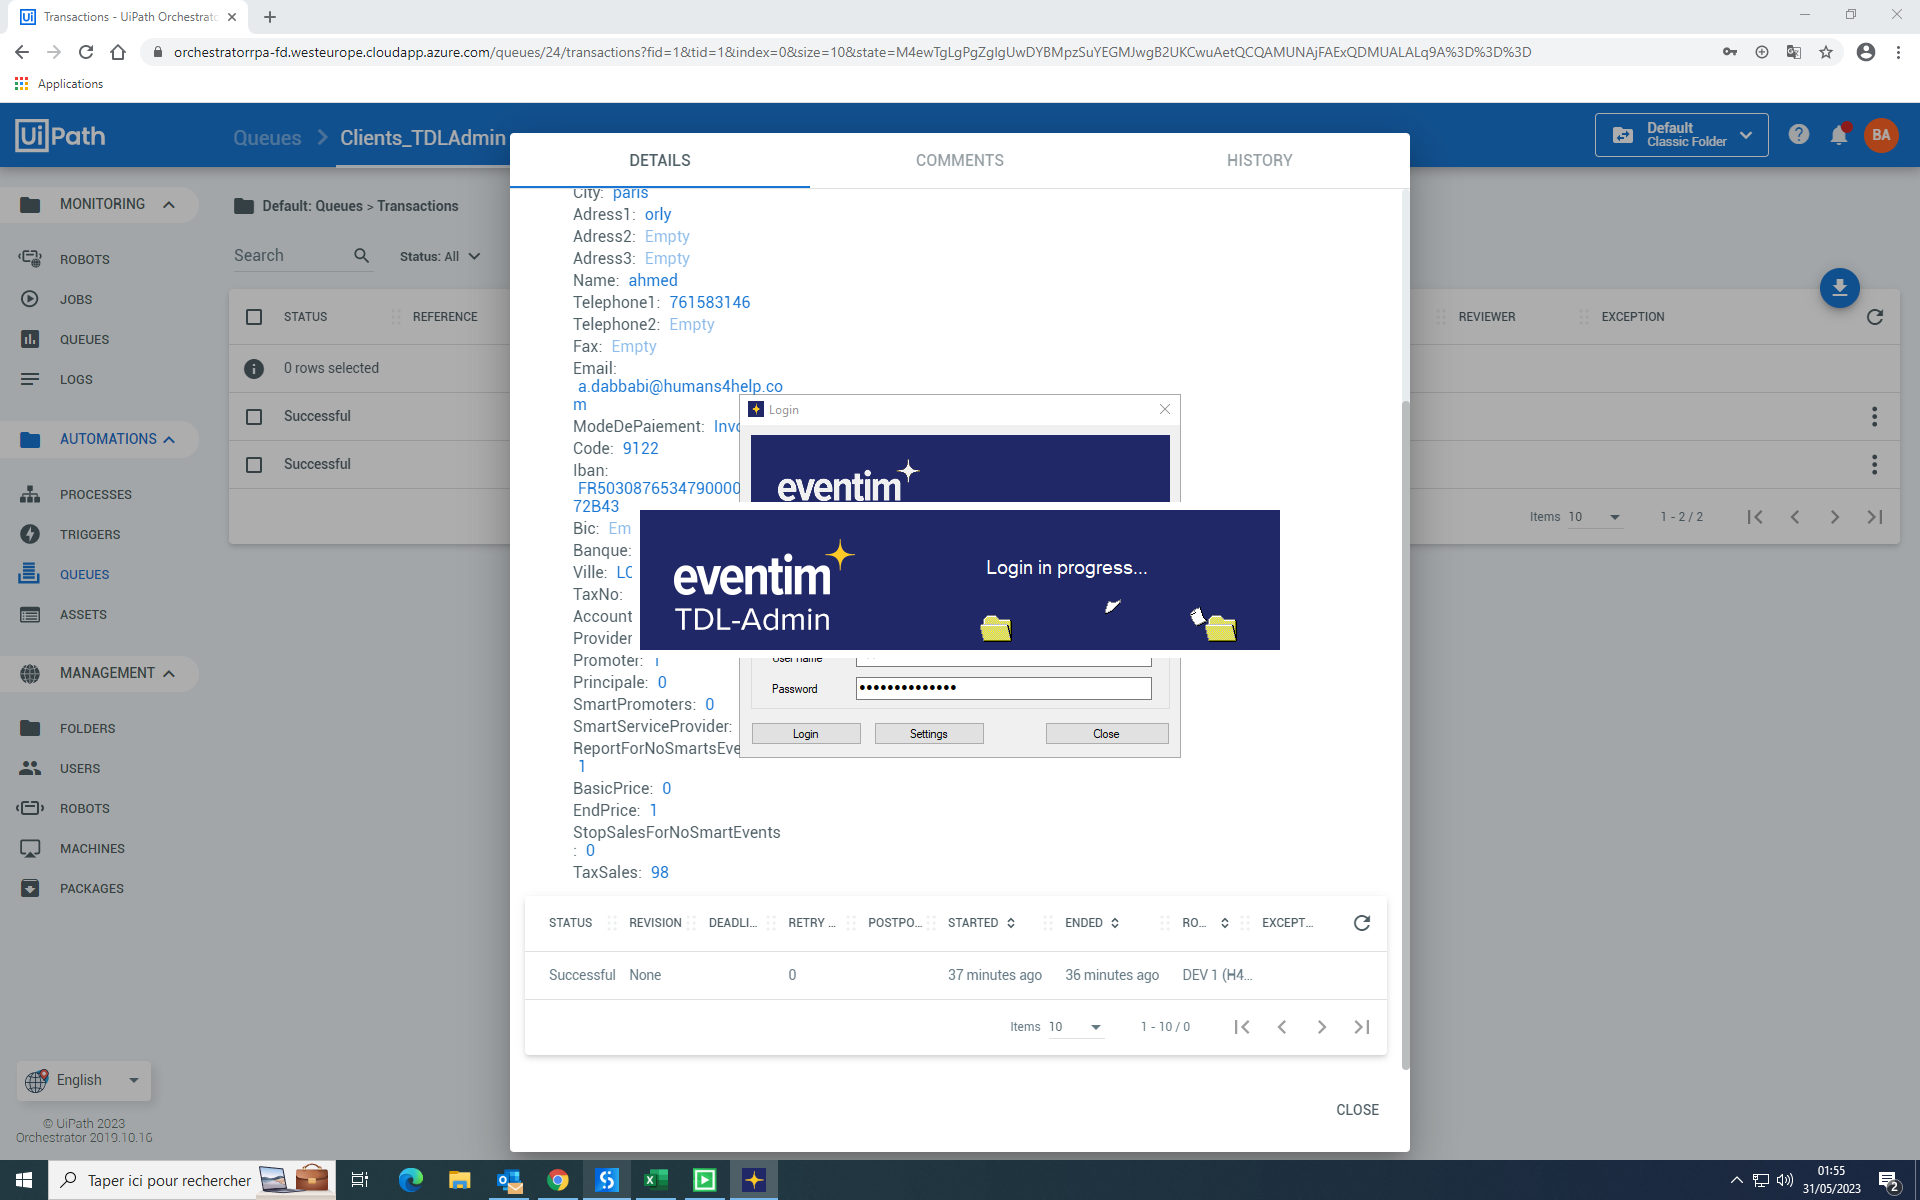 Transactions - UiPath Orchestrato
orchestratorrpa-fd.westeurope.cloudapp.azure.com/queues/24/transactions?fid=1&tid=1&index=0&size=10&state=M4ewTgLgPgZglgUwDYBMpzSuYEGMJwgB2UKCwuAetQCQAMUNAjFAExQDMUALALq9A%3D%3D%3D
Applications
UiPath
Queues
Clients_TDLAdmin
Default
Classic Folder
BA
MONITORING
ROBOTS
JOBS
QUEUES
LOGS
AUTOMATIONS
PROCESSES
TRIGGERS
QUEUES
ASSETS
MANAGEMENT
FOLDERS
USERS
ROBOTS
MACHINES
PACKAGES
English
© UiPath 2023
Orchestrator 2019.10.16
Default: Queues > Transactions
Search
Status: All
STATUS
REFERENCE
REVIEWER
EXCEPTION
0 rows selected
Successful
Successful
Items 10
1 - 2 / 2
DETAILS
COMMENTS
HISTORY
City: paris
Adress1: orly
Adress2: Empty
Adress3: Empty
Name: ahmed
Telephone1: 761583146
Telephone2: Empty
Fax: Empty
Email:
a.dabbabi@humans4help.co
m
ModeDePaiement: Invo
Code: 9122
Iban:
FR5030876534790000
72B43
Bic: Em
Banque:
Ville: LC
TaxNo:
Account
Provider
Promoter: 1
Principale: 0
SmartPromoters: 0
SmartServiceProvider:
ReportForNoSmartsEve
1
BasicPrice: 0
EndPrice: 1
StopSalesForNoSmartEvents
: 0
TaxSales: 98
Login
eventim
eventim
TDL-Admin
Login in progress...
User name
Password
••••••••••••••
Login
Settings
Close
STATUS
REVISION
DEADLI...
RETRY ...
POSTPO...
STARTED
ENDED
RO...
EXCEPT...
Successful
None
0
37 minutes ago
36 minutes ago
DEV 1 (H4...
Items 10
1 - 10 / 0
CLOSE
Taper ici pour rechercher
01:55
31/05/2023
2